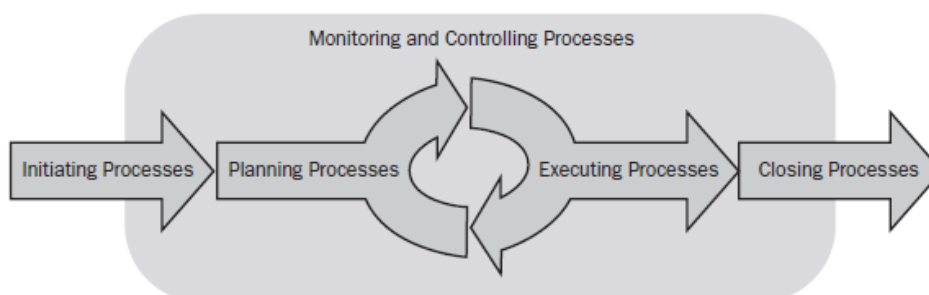 Monitoring and Controlling Processes
Initiating Processes
Planning Processes
Executing Processes
Closing Processes